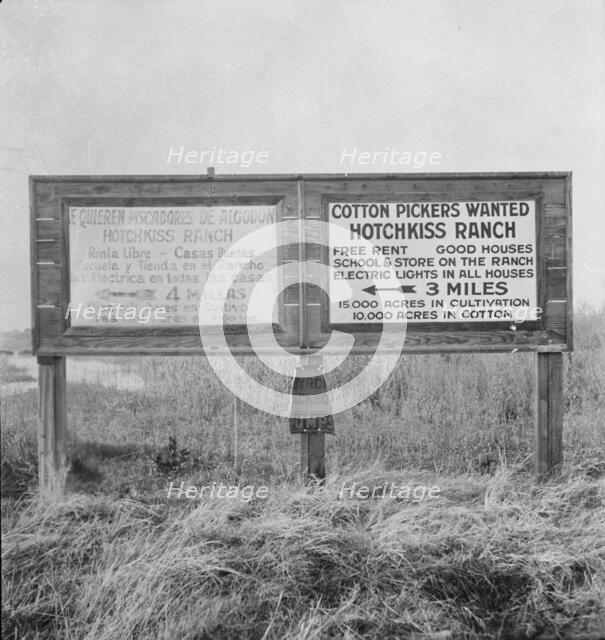 Heritage Heritage
E QUIEREN PISCADORES DE ALGODON
HOTCHKISS RANCH
Renta Libre - Casas Buenas
Escuela y Tienda en el Rancho
Electrica en todas las casas
4 MILLAS
en
COTTON PICKERS WANTED
HOTCHKISS RANCH
FREE RENT GOOD HOUSES
SCHOOL & STORE ON THE RANCH
ELECTRIC LIGHTS IN ALL HOUSES
3 MILES
15,000 ACRES IN CULTIVATION
10,000 ACRES IN COTTON
Heritage Heritage
C
Heritage Heritage